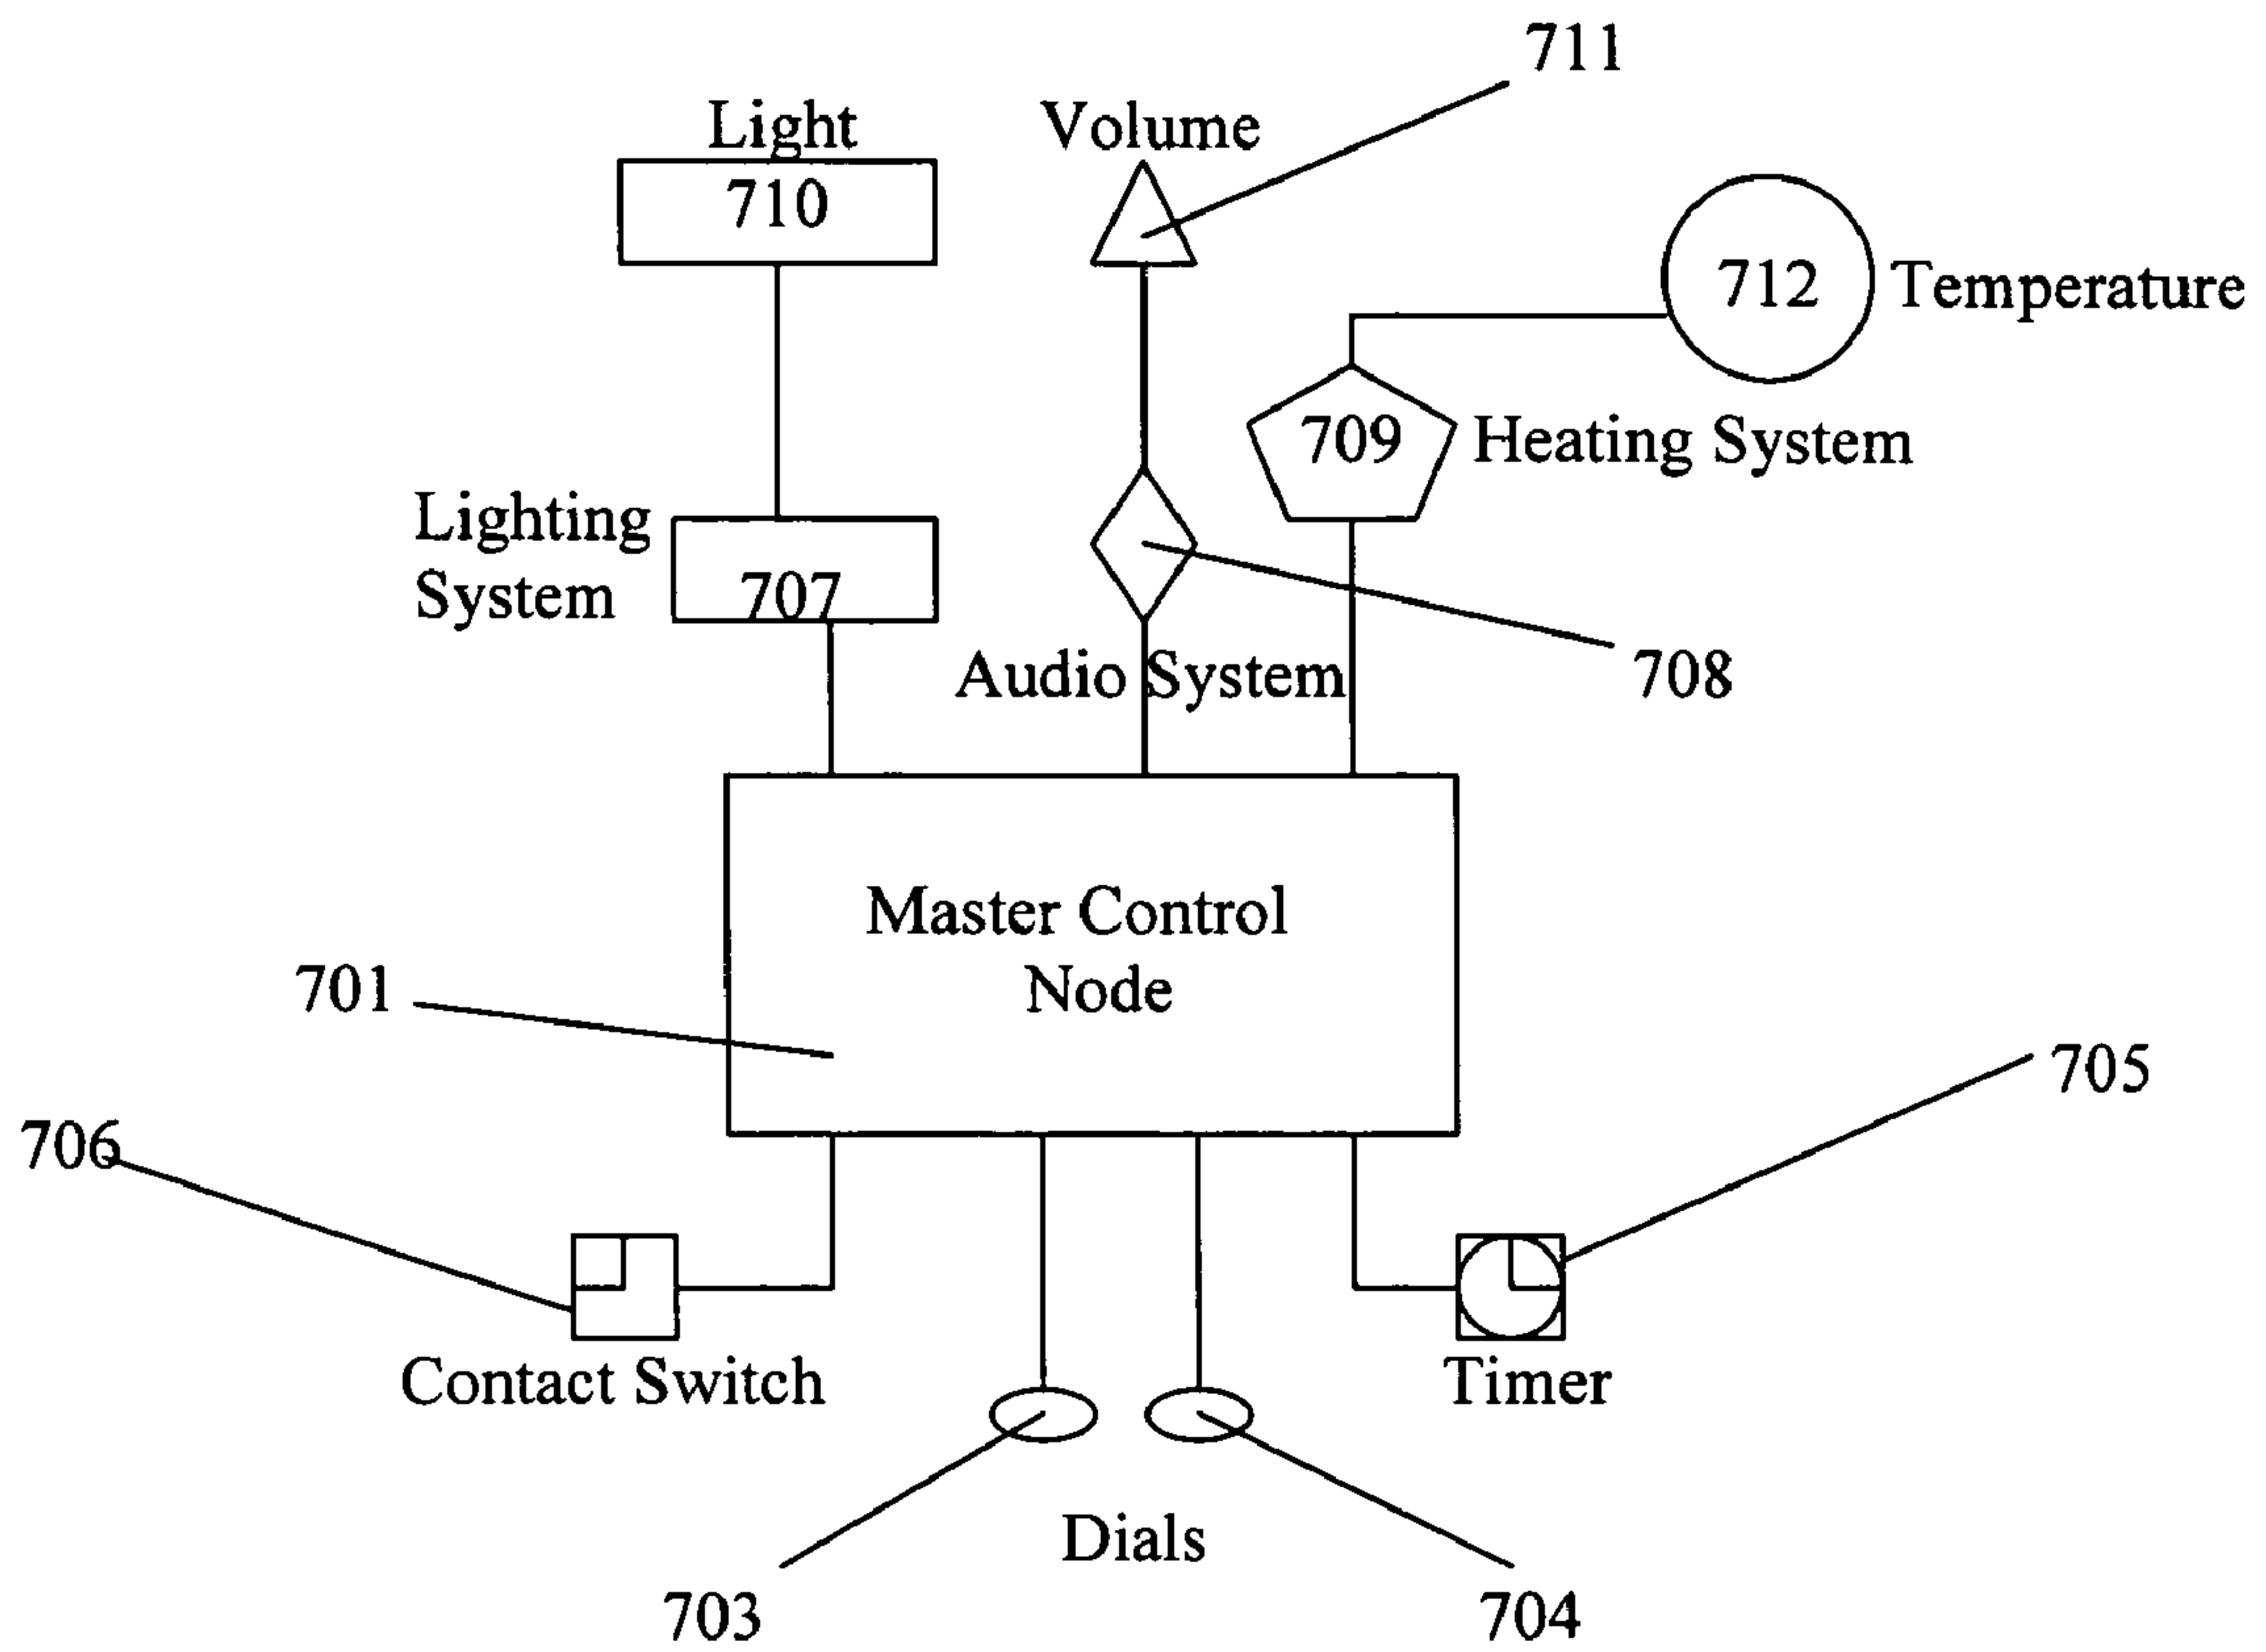 711
Light
Volume
710
712
Temperature
709
Heating System
Lighting
System
707
Audio System
708
Master Control
Node
701
705
706
Contact Switch
Timer
Dials
703
704